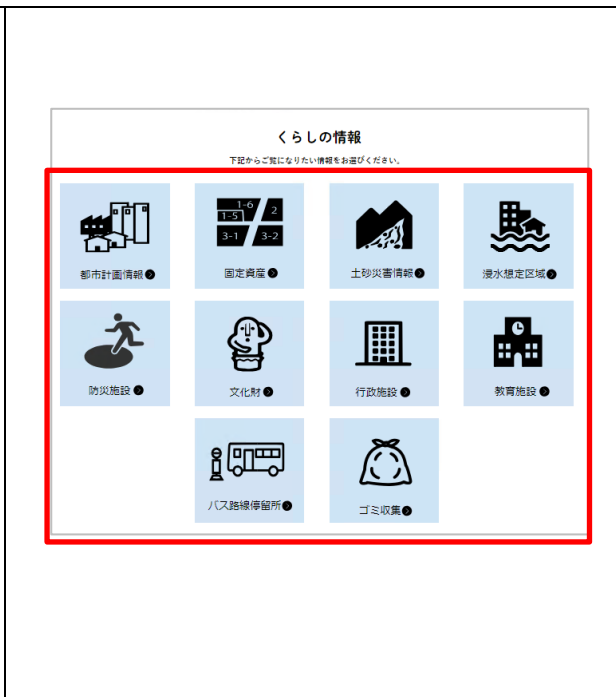 くらしの情報
下記からご覧になりたい情報をお選びください。
1-6
1-5
2
3-1
3-2
都市計画情報
固定資産
土砂災害情報
浸水想定区域
防災施設
文化財
行政施設
教育施設
バス路線停留所
ゴミ収集